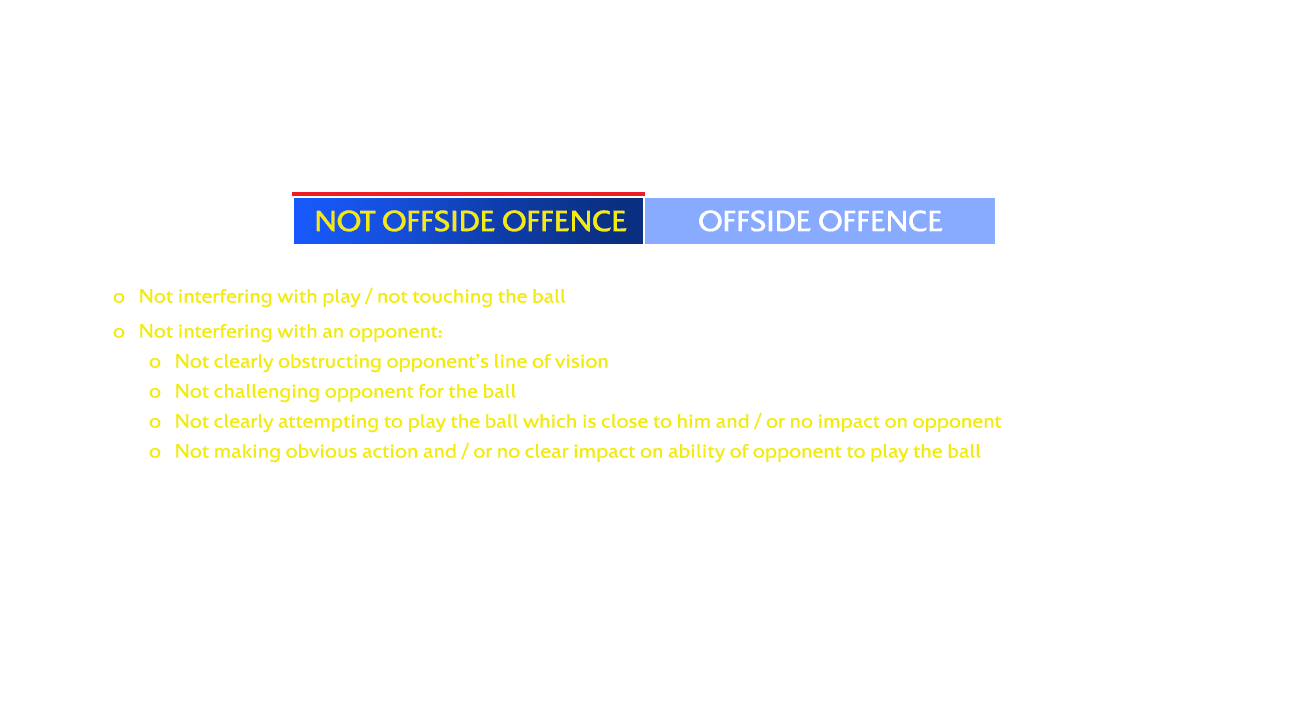 NOT OFFSIDE OFFENCE OFFSIDE OFFENCE
o Not interfering with play / not touching the ball
o Not interfering with an opponent:
o Not clearly obstructing opponent’s line of vision
o Not challenging opponent for the ball
o Not clearly attempting to play the ball which is close to him and / or no impact on opponent
o Not making obvious action and / or no clear impact on ability of opponent to play the ball